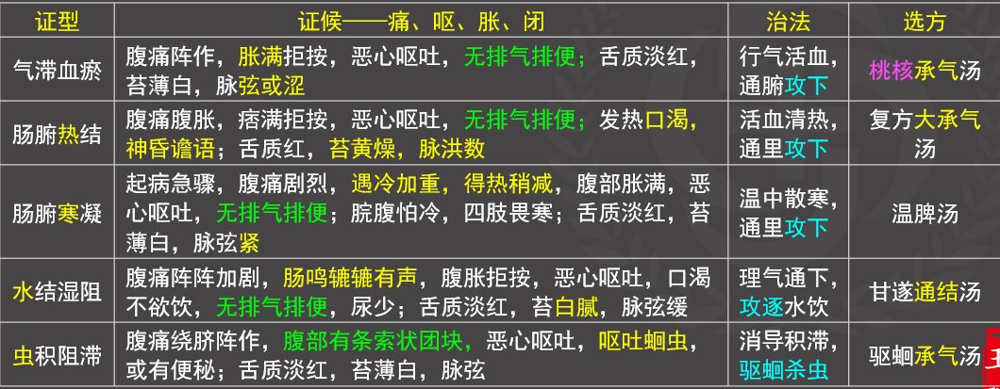 证型 证候——痛、呕、胀、闭 治法 选方
气滞血瘀
腹痛阵作，胀满拒按，恶心呕吐，无排气排便；舌质淡红，
苔薄白，脉弦或涩
行气活血，
通腑攻下
桃核承气汤
肠腑热结
腹痛腹胀，痞满拒按，恶心呕吐，无排气排便；发热口渴，
神昏谵语；舌质红，苔黄燥，脉洪数
活血清热，
通里攻下
复方大承气
汤
肠腑寒凝
起病急骤，腹痛剧烈，遇冷加重，得热稍减，腹部胀满，恶
心呕吐，无排气排便；脘腹怕冷，四肢畏寒；舌质淡红，苔
薄白，脉弦紧
温中散寒，
通里攻下
温脾汤
水结湿阻
腹痛阵阵加剧，肠鸣辘辘有声，腹胀拒按，恶心呕吐，口渴
不欲饮，无排气排便，尿少；舌质淡红，苔白腻，脉弦缓
理气通下，
攻逐水饮
甘遂通结汤
虫积阻滞
腹痛绕脐阵作，腹部有条索状团块，恶心呕吐，呕吐蛔虫，
或有便秘；舌质淡红，苔薄白，脉弦
消导积滞，
驱蛔杀虫
驱蛔承气汤